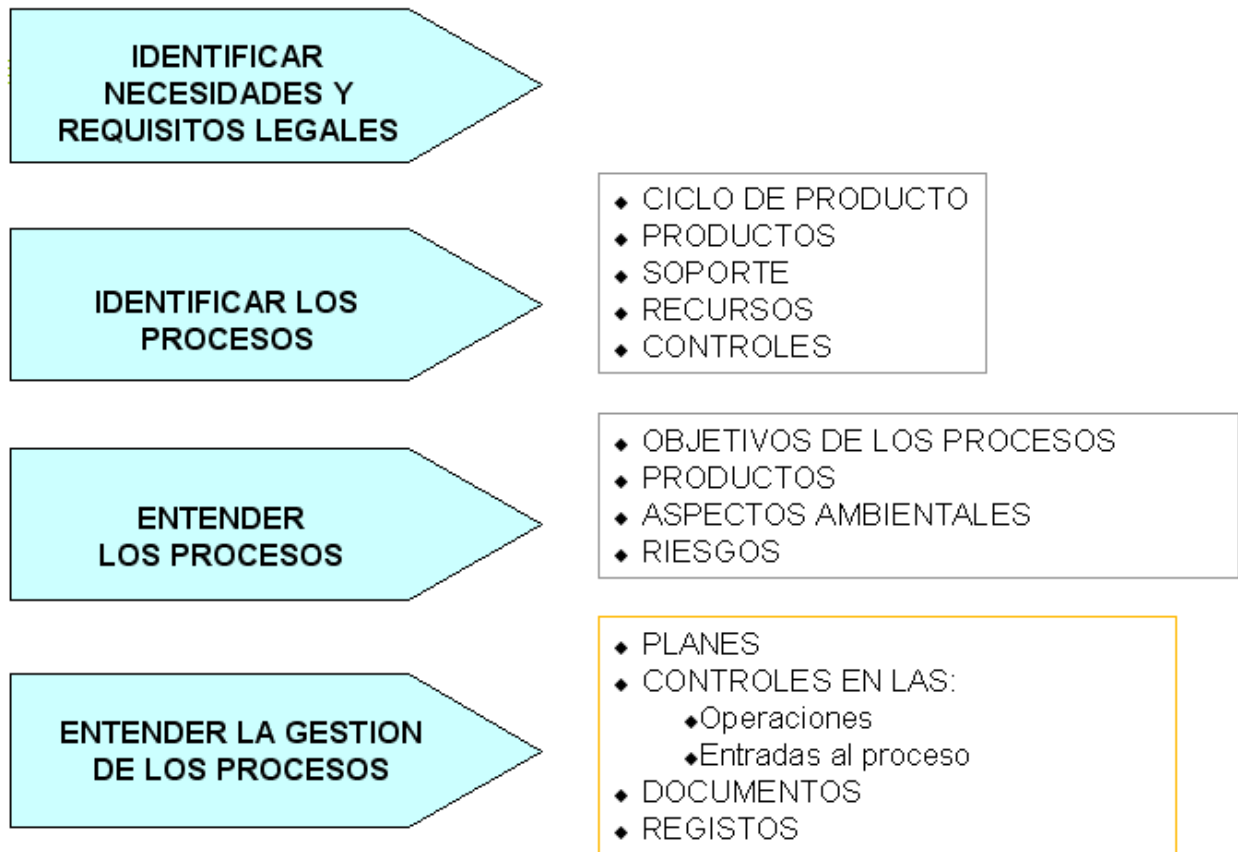 IDENTIFICAR
NECESIDADES Y
REQUISITOS LEGALES
IDENTIFICAR LOS
PROCESOS
◆ CICLO DE PRODUCTO
◆ PRODUCTOS
◆ SOPORTE
◆ RECURSOS
◆ CONTROLES
ENTENDER
LOS PROCESOS
◆ OBJETIVOS DE LOS PROCESOS
◆ PRODUCTOS
◆ ASPECTOS AMBIENTALES
◆ RIESGOS
ENTENDER LA GESTION
DE LOS PROCESOS
◆ PLANES
◆ CONTROLES EN LAS:
◆Operaciones
◆Entradas al proceso
◆ DOCUMENTOS
◆ REGISTOS